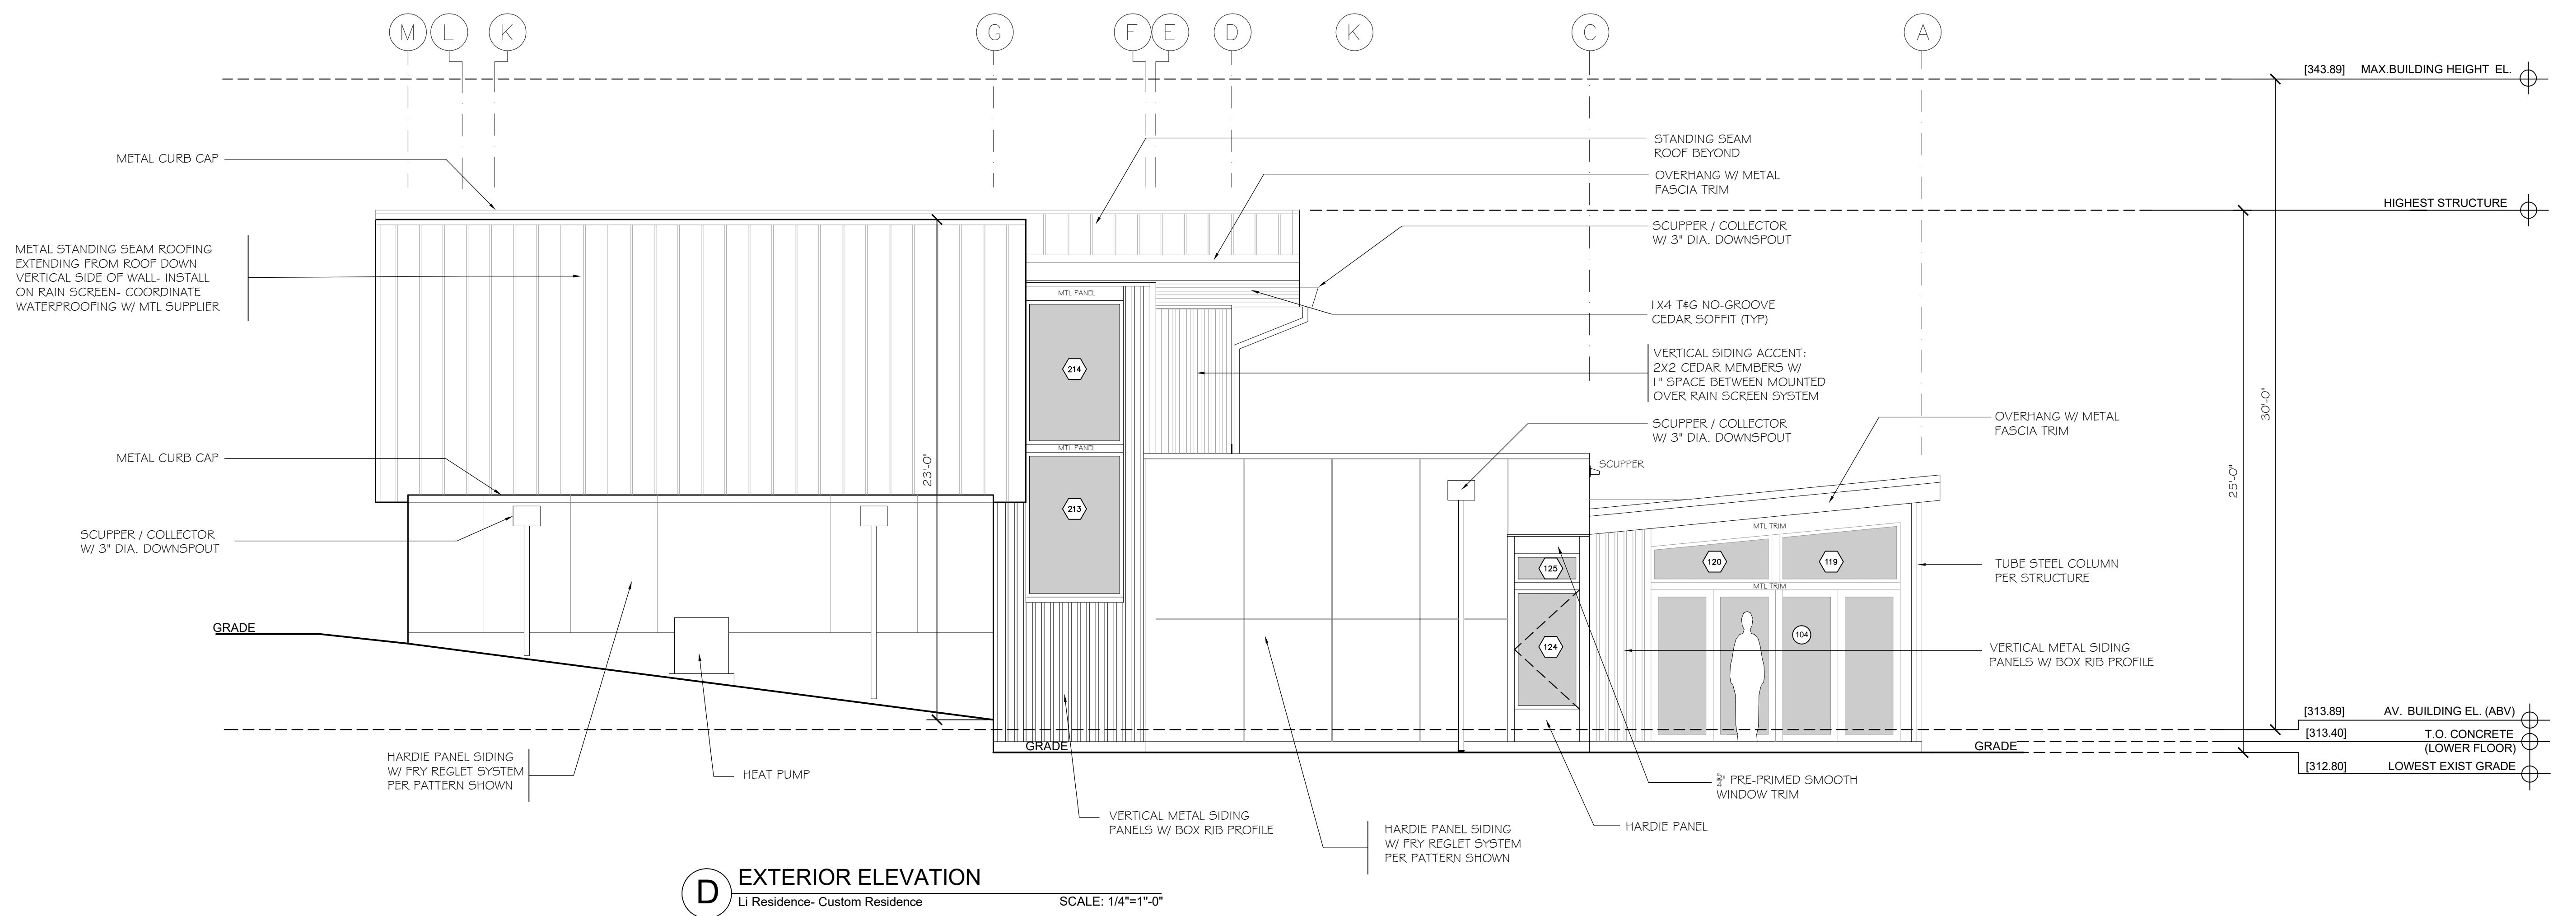 M
L
K
G
F
E
D
K
C
A
[343.89] MAX.BUILDING HEIGHT EL.
METAL CURB CAP
STANDING SEAM
ROOF BEYOND
OVERHANG W/ METAL
FASCIA TRIM
HIGHEST STRUCTURE
SCUPPER / COLLECTOR
W/ 3" DIA. DOWNSPOUT
METAL STANDING SEAM ROOFING
EXTENDING FROM ROOF DOWN
VERTICAL SIDE OF WALL- INSTALL
ON RAIN SCREEN- COORDINATE
WATERPROOFING W/ MTL SUPPLIER
MTL PANEL
1X4 T&G NO-GROOVE
CEDAR SOFFIT (TYP)
214
VERTICAL SIDING ACCENT:
2X2 CEDAR MEMBERS W/
1" SPACE BETWEEN MOUNTED
OVER RAIN SCREEN SYSTEM
30'-0"
25'-0"
23'-0"
SCUPPER / COLLECTOR
W/ 3" DIA. DOWNSPOUT
OVERHANG W/ METAL
FASCIA TRIM
METAL CURB CAP
MTL PANEL
SCUPPER
213
SCUPPER / COLLECTOR
W/ 3" DIA. DOWNSPOUT
MTL TRIM
125
120
119
TUBE STEEL COLUMN
PER STRUCTURE
MTL TRIM
GRADE
104
124
VERTICAL METAL SIDING
PANELS W/ BOX RIB PROFILE
[313.89] AV. BUILDING EL. (ABV)
[313.40] T.O. CONCRETE
(LOWER FLOOR)
[312.80] LOWEST EXIST GRADE
GRADE
GRADE
HARDIE PANEL SIDING
W/ FRY REGLET SYSTEM
PER PATTERN SHOWN
HEAT PUMP
5/4" PRE-PRIMED SMOOTH
WINDOW TRIM
VERTICAL METAL SIDING
PANELS W/ BOX RIB PROFILE
HARDIE PANEL SIDING
W/ FRY REGLET SYSTEM
PER PATTERN SHOWN
HARDIE PANEL
D
EXTERIOR ELEVATION
Li Residence- Custom Residence
SCALE: 1/4"=1"-0"